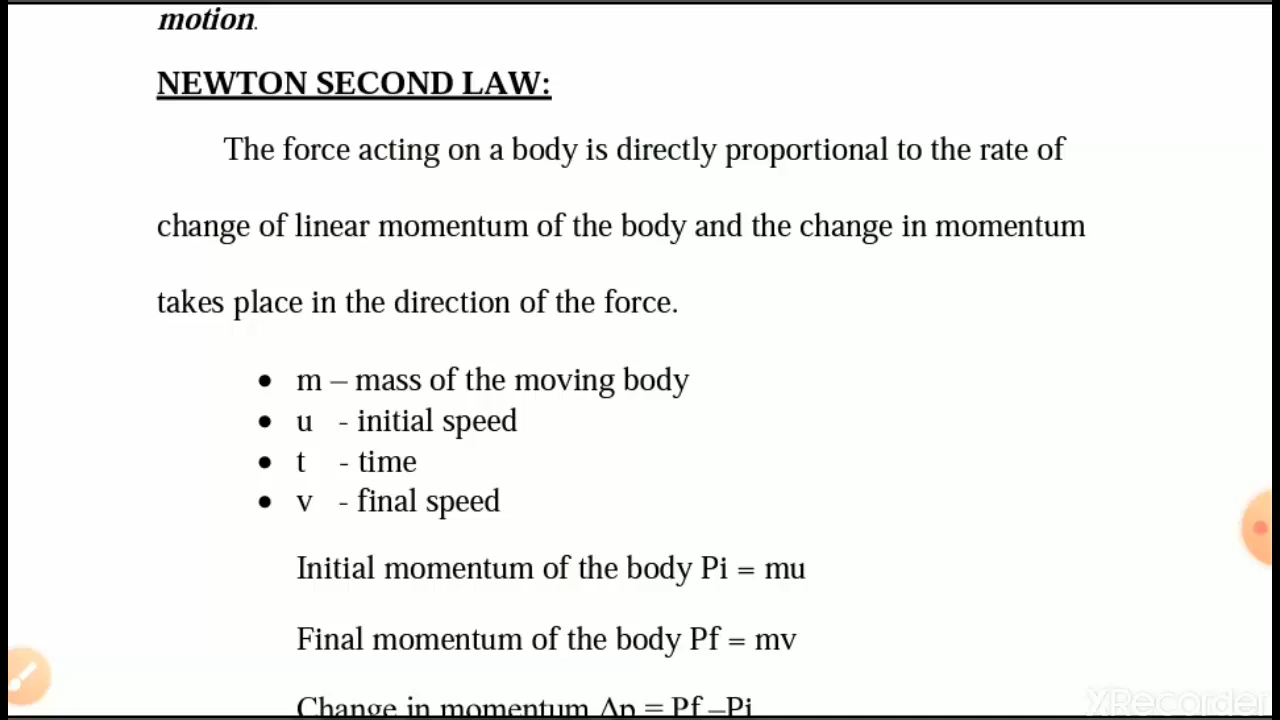 motion.
NEWTON SECOND LAW:
The force acting on a body is directly proportional to the rate of
change of linear momentum of the body and the change in momentum
takes place in the direction of the force.
• m – mass of the moving body
• u - initial speed
• t - time
• v - final speed
Initial momentum of the body Pi = mu
Final momentum of the body Pf = mv
Change in momentum Δp = Pf –Pi
XRecorder